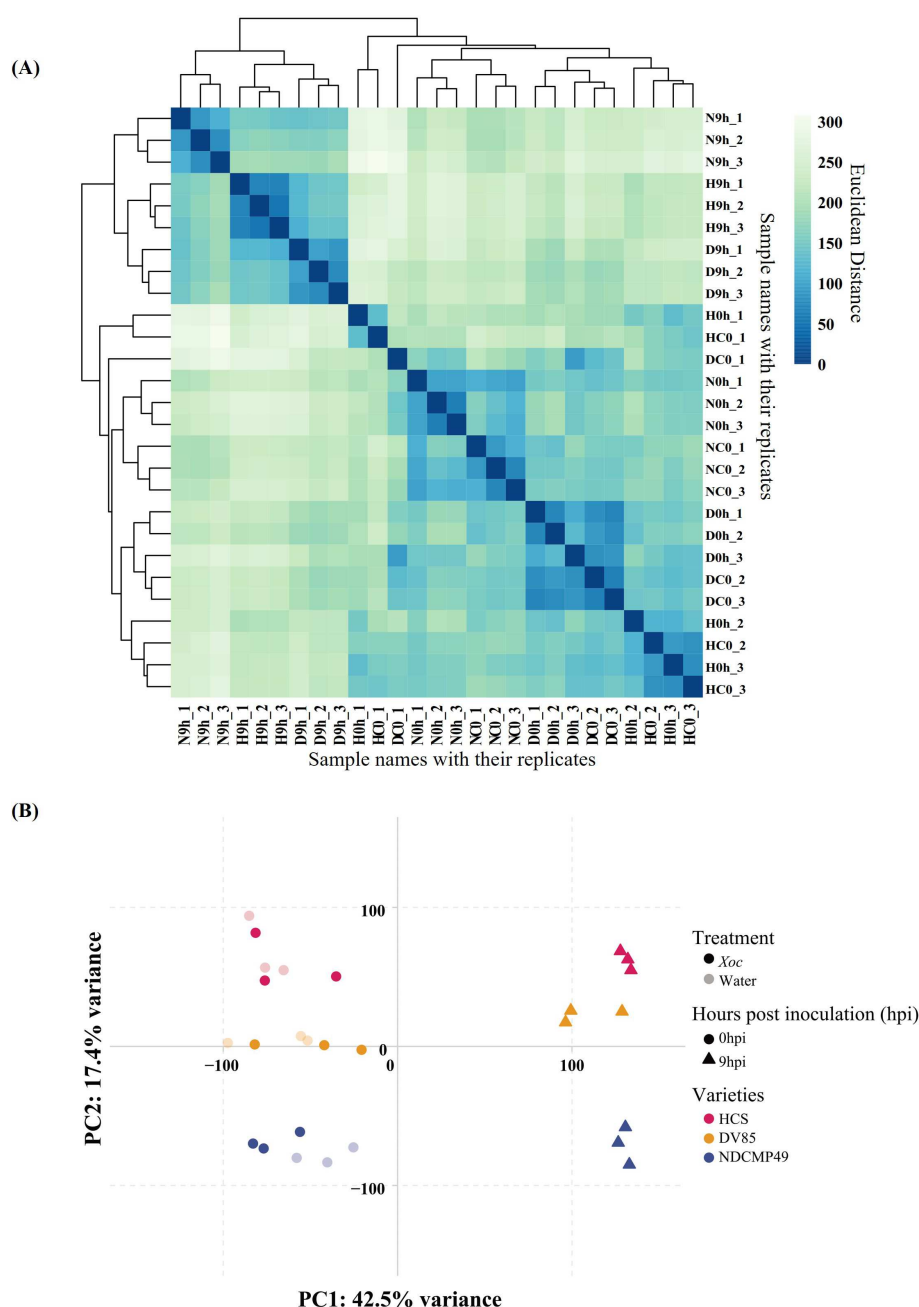 (A)
N9h_1
N9h_2
N9h_3
H9h_1
H9h_2
H9h_3
D9h_1
D9h_2
D9h_3
H0h_1
HC0_1
DC0_1
N0h_1
N0h_2
N0h_3
NC0_1
NC0_2
NC0_3
D0h_1
D0h_2
D0h_3
DC0_2
DC0_3
H0h_2
HC0_2
H0h_3
HC0_3
Sample names with their replicates
300
250
200
150
100
50
0
Euclidean Distance
N9h_1
N9h_2
N9h_3
H9h_1
H9h_2
H9h_3
D9h_1
D9h_2
D9h_3
H0h_1
HC0_1
DC0_1
N0h_1
N0h_2
N0h_3
NC0_1
NC0_2
NC0_3
D0h_1
D0h_2
D0h_3
DC0_2
DC0_3
H0h_2
HC0_2
H0h_3
HC0_3
Sample names with their replicates
(B)
PC2: 17.4% variance
100
0
−100
−100
0
100
PC1: 42.5% variance
Treatment
Xoc
Water
Hours post inoculation (hpi)
0hpi
9hpi
Varieties
HCS
DV85
NDCMP49